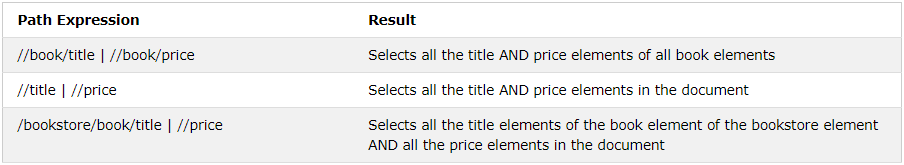 Path Expression Result
//book/title | //book/price Selects all the title AND price elements of all book elements
//title | //price Selects all the title AND price elements in the document
/bookstore/book/title | //price Selects all the title elements of the book element of the bookstore element
AND all the price elements in the document